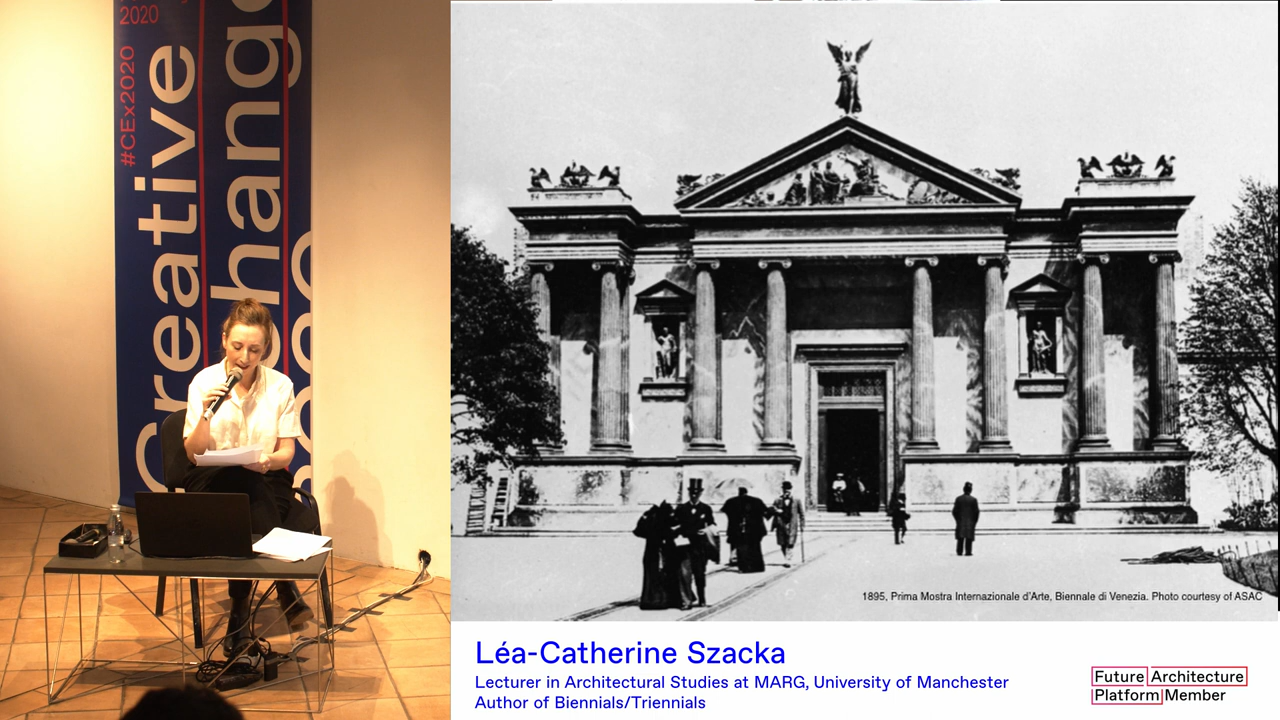 2020
#CEx2020
Creative
1895, Prima Mostra Internazionale d'Arte, Biennale di Venezia. Photo courtesy of ASAC
Léa-Catherine Szacka
Lecturer in Architectural Studies at MARG, University of Manchester
Author of Biennials/Triennials
Future Architecture
Platform Member